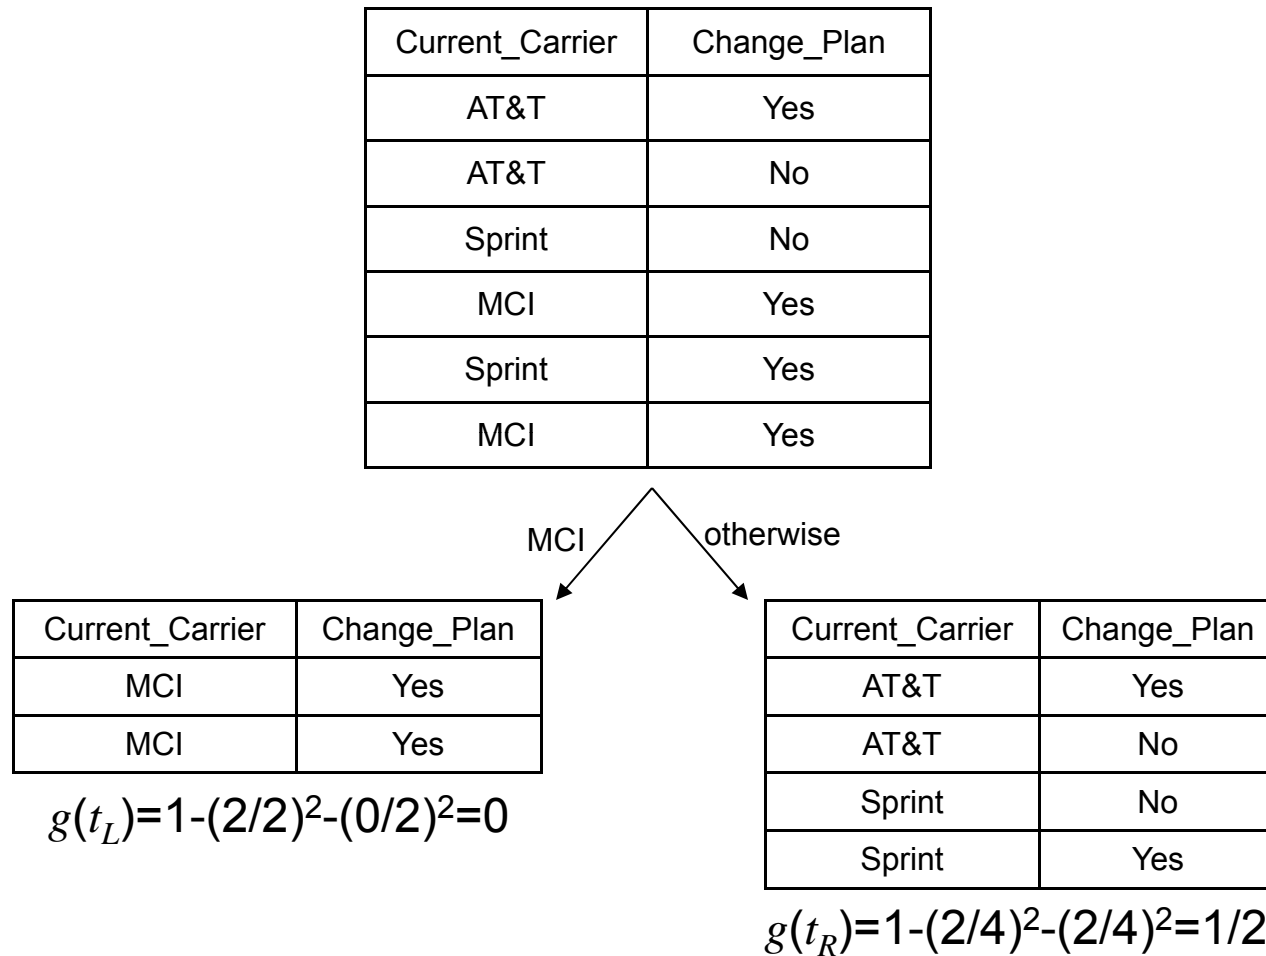 Current_Carrier Change_Plan
AT&T Yes
AT&T No
Sprint No
MCI Yes
Sprint Yes
MCI Yes
MCI otherwise
Current_Carrier Change_Plan
MCI Yes
MCI Yes
g(t_L)=1-(2/2)²-(0/2)²=0
Current_Carrier Change_Plan
AT&T Yes
AT&T No
Sprint No
Sprint Yes
g(t_R)=1-(2/4)²-(2/4)²=1/2